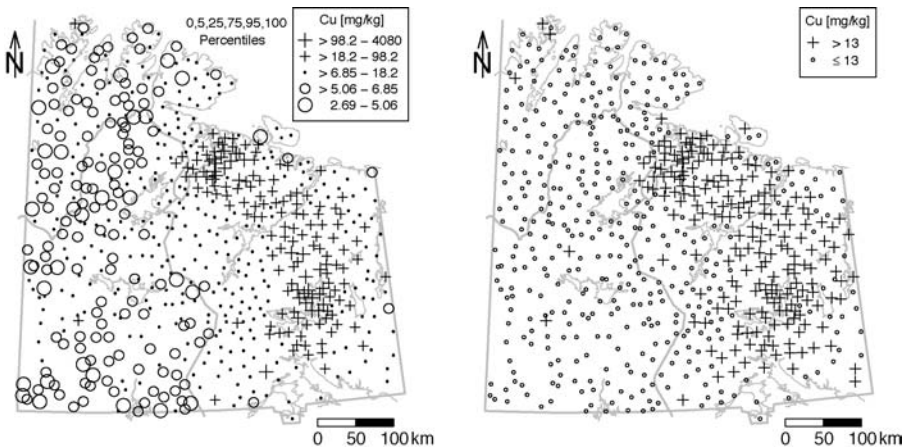 0,5,25,75,95,100
Percentiles
Cu [mg/kg]
> 98.2 – 4080
> 18.2 – 98.2
> 6.85 – 18.2
> 5.06 – 6.85
2.69 – 5.06
N
0 50 100 km
Cu [mg/kg]
> 13
≤ 13
N
0 50 100 km